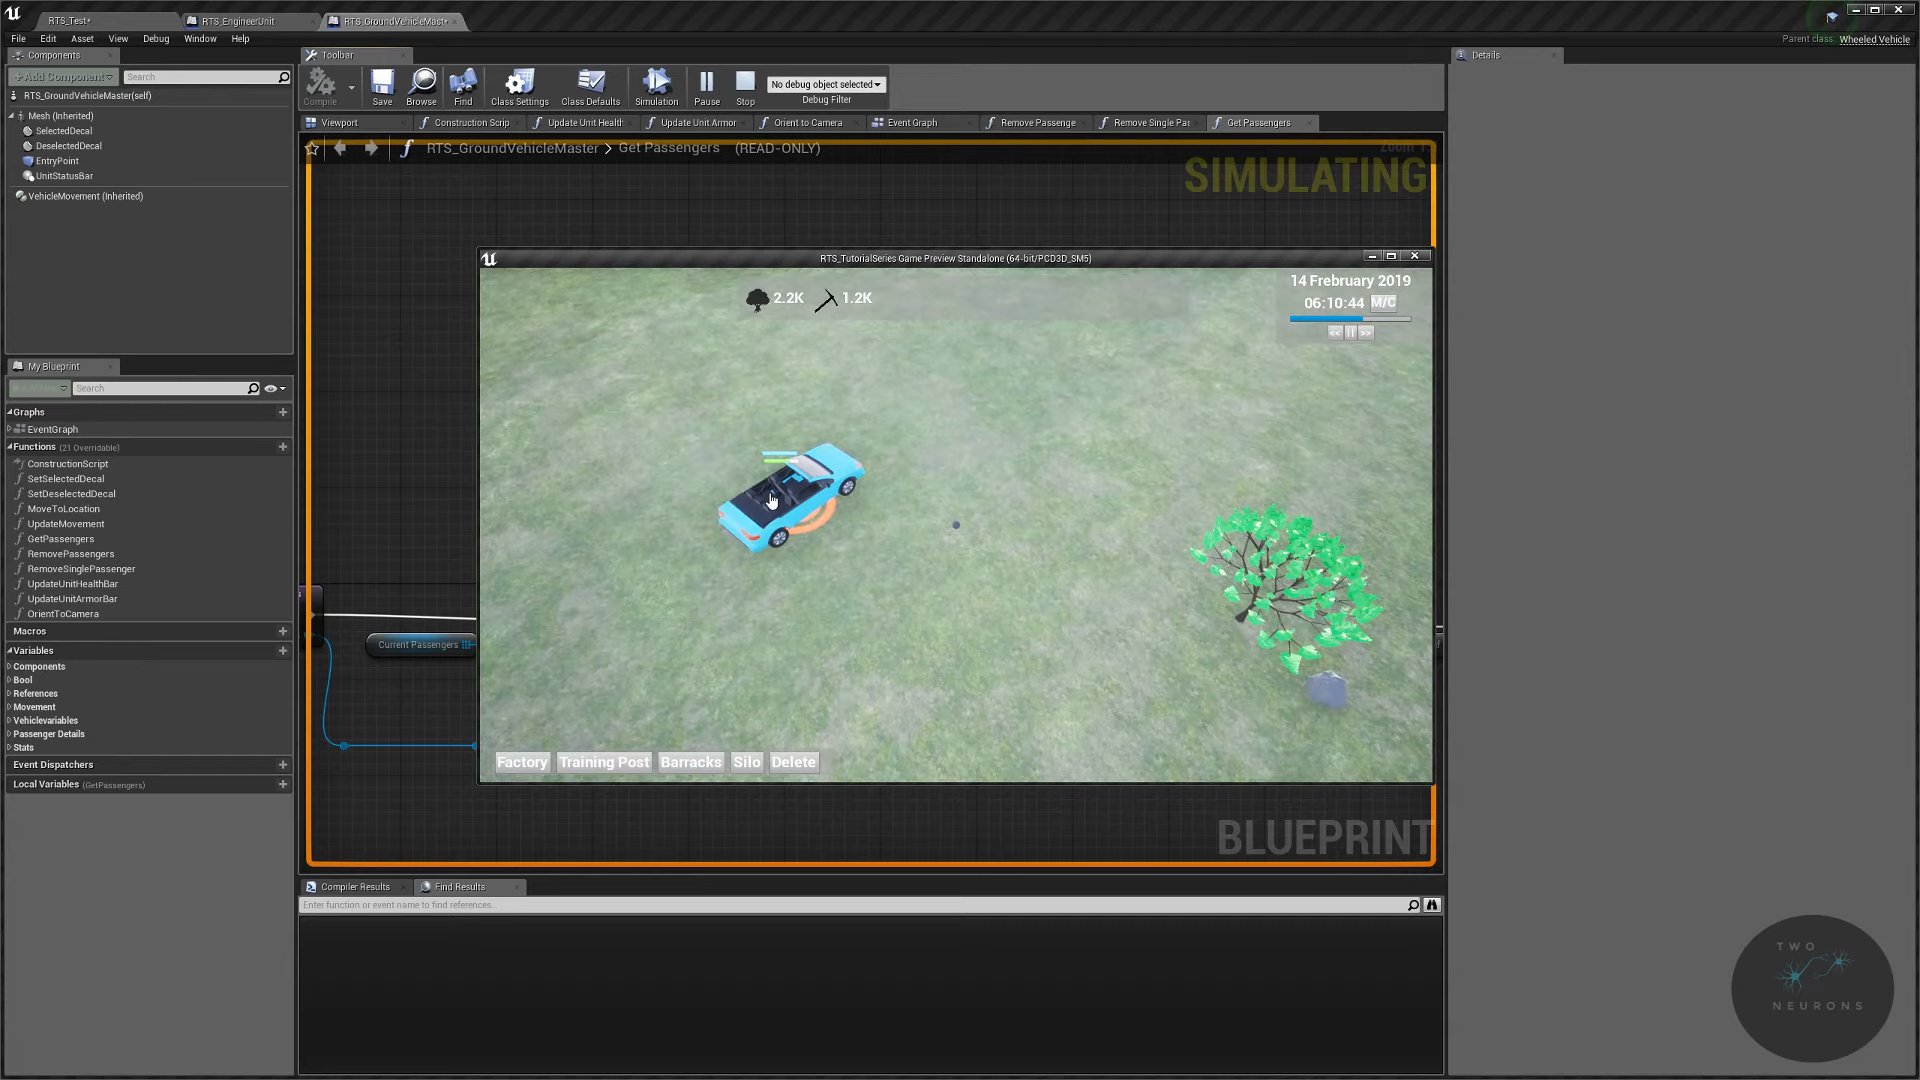 RTS_Test*
RTS_EngineerUnit
RTS_GroundVehicleMast
File Edit Asset View Debug Window Help
Parent class: Wheeled Vehicle
Components
Toolbar
Details
+Add Component
Search
RTS_GroundVehicleMaster(self)
Mesh (Inherited)
SelectedDecal
DeselectedDecal
EntryPoint
UnitStatusBar
VehicleMovement (Inherited)
Compile
Save
Browse
Find
Class Settings
Class Defaults
Simulation
Pause
Stop
No debug object selected
Debug Filter
Viewport
Construction Scrip
Update Unit Health
Update Unit Armor
Orient to Camera
Event Graph
Remove Passenge
Remove Single Pas
Get Passengers
RTS_GroundVehicleMaster > Get Passengers (READ-ONLY)
SIMULATING
RTS_TutorialSeries Game Preview Standalone (64-bit/PCD3D_SM5)
2.2K
1.2K
14 Frebruary 2019
06:10:44 M/C
<< || >>
My Blueprint
Search
Graphs
EventGraph
Functions (21 Overridable)
ConstructionScript
SetSelectedDecal
SetDeselectedDecal
MoveToLocation
UpdateMovement
GetPassengers
RemovePassengers
RemoveSinglePassenger
UpdateUnitHealthBar
UpdateUnitArmorBar
OrientToCamera
Macros
Variables
Components
Bool
References
Movement
Vehiclevariables
Passenger Details
Stats
Event Dispatchers
Local Variables (GetPassengers)
Current Passengers
Factory
Training Post
Barracks
Silo
Delete
BLUEPRINT
Compiler Results
Find Results
Enter function or event name to find references...
TWO
NEURONS